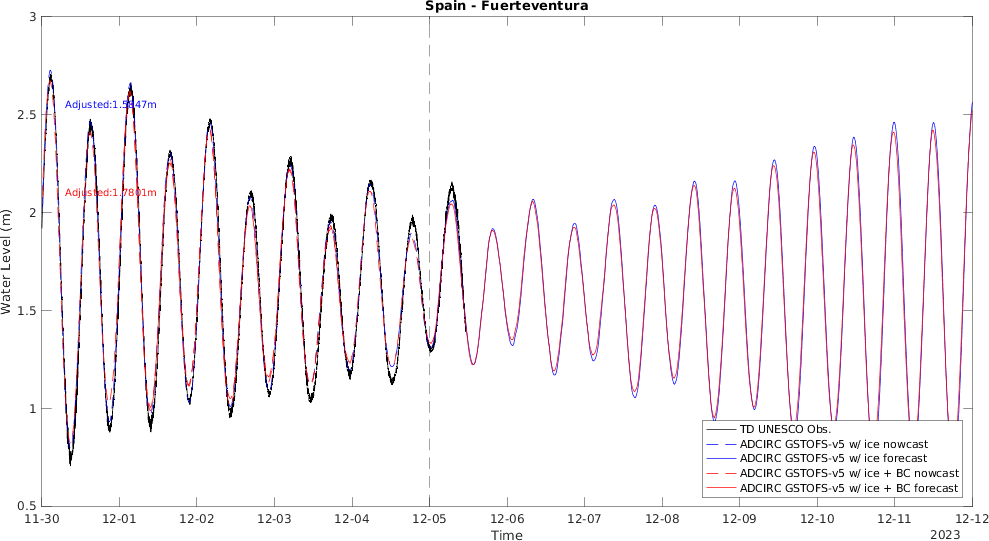 Spain - Fuerteventura
3
2.5
2
1.5
1
0.5
Water Level (m)
Adjusted:1.5847m
Adjusted:1.7801m
TD UNESCO Obs.
ADCIRC GSTOFS-v5 w/ ice nowcast
ADCIRC GSTOFS-v5 w/ ice forecast
ADCIRC GSTOFS-v5 w/ ice + BC nowcast
ADCIRC GSTOFS-v5 w/ ice + BC forecast
11-30 12-01 12-02 12-03 12-04 12-05 12-06 12-07 12-08 12-09 12-10 12-11 12-12
Time
2023